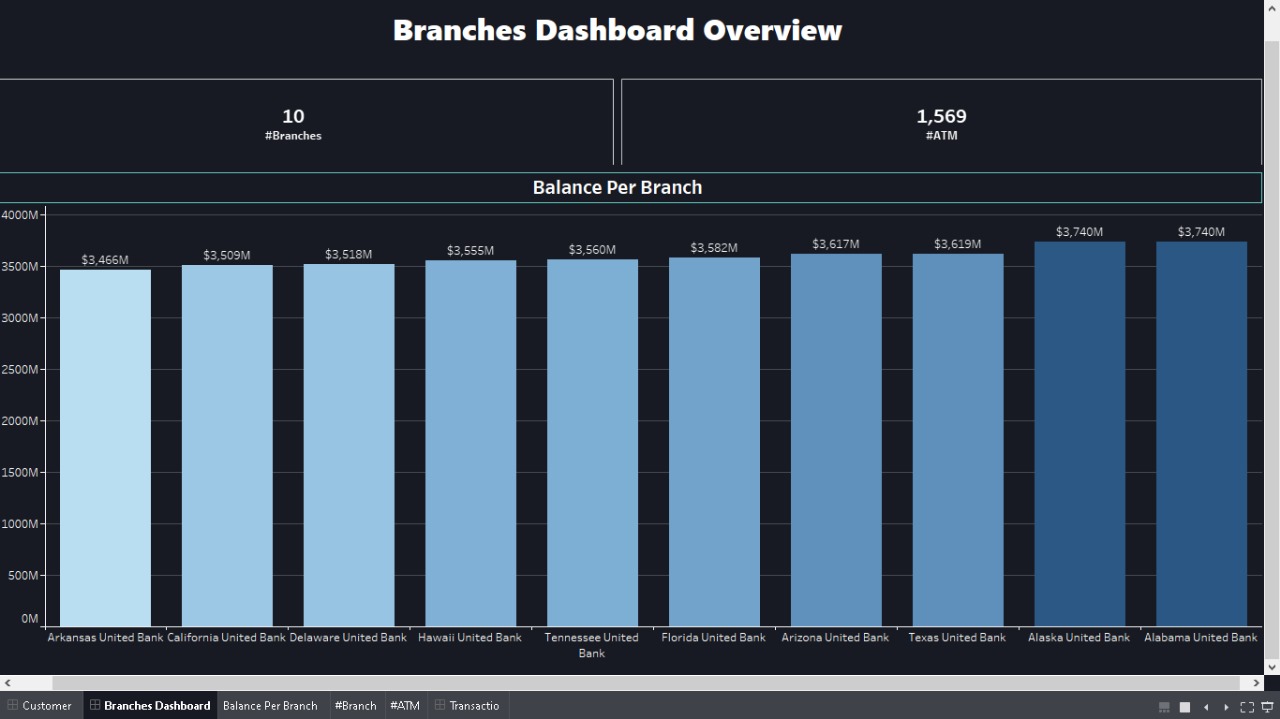 Branches Dashboard Overview
10
#Branches
1,569
#ATM
Balance Per Branch
4000M
3500M
3000M
2500M
2000M
1500M
1000M
500M
0M
$3,466M
$3,509M
$3,518M
$3,555M
$3,560M
$3,582M
$3,617M
$3,619M
$3,740M
$3,740M
Arkansas United Bank
California United Bank
Delaware United Bank
Hawaii United Bank
Tennessee United
Bank
Florida United Bank
Arizona United Bank
Texas United Bank
Alaska United Bank
Alabama United Bank
Customer
Branches Dashboard
Balance Per Branch
#Branch
#ATM
Transactio